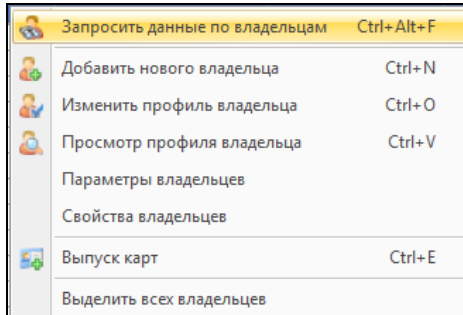 Запросить данные по владельцам Ctrl+Alt+F
Добавить нового владельца Ctrl+N
Изменить профиль владельца Ctrl+O
Просмотр профиля владельца Ctrl+V
Параметры владельцев
Свойства владельцев
Выпуск карт Ctrl+E
Выделить всех владельцев